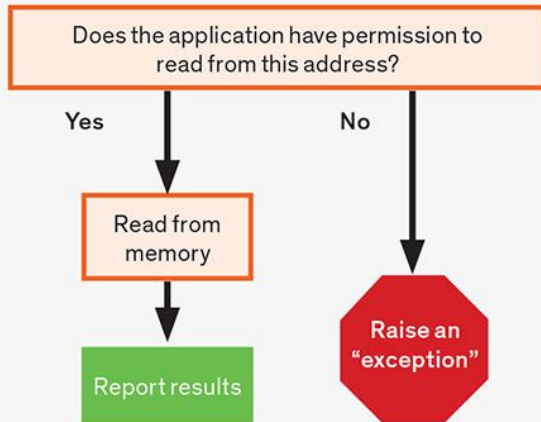 Does the application have permission to
read from this address?
Yes
No
Read from
memory
Raise an
“exception”
Report results